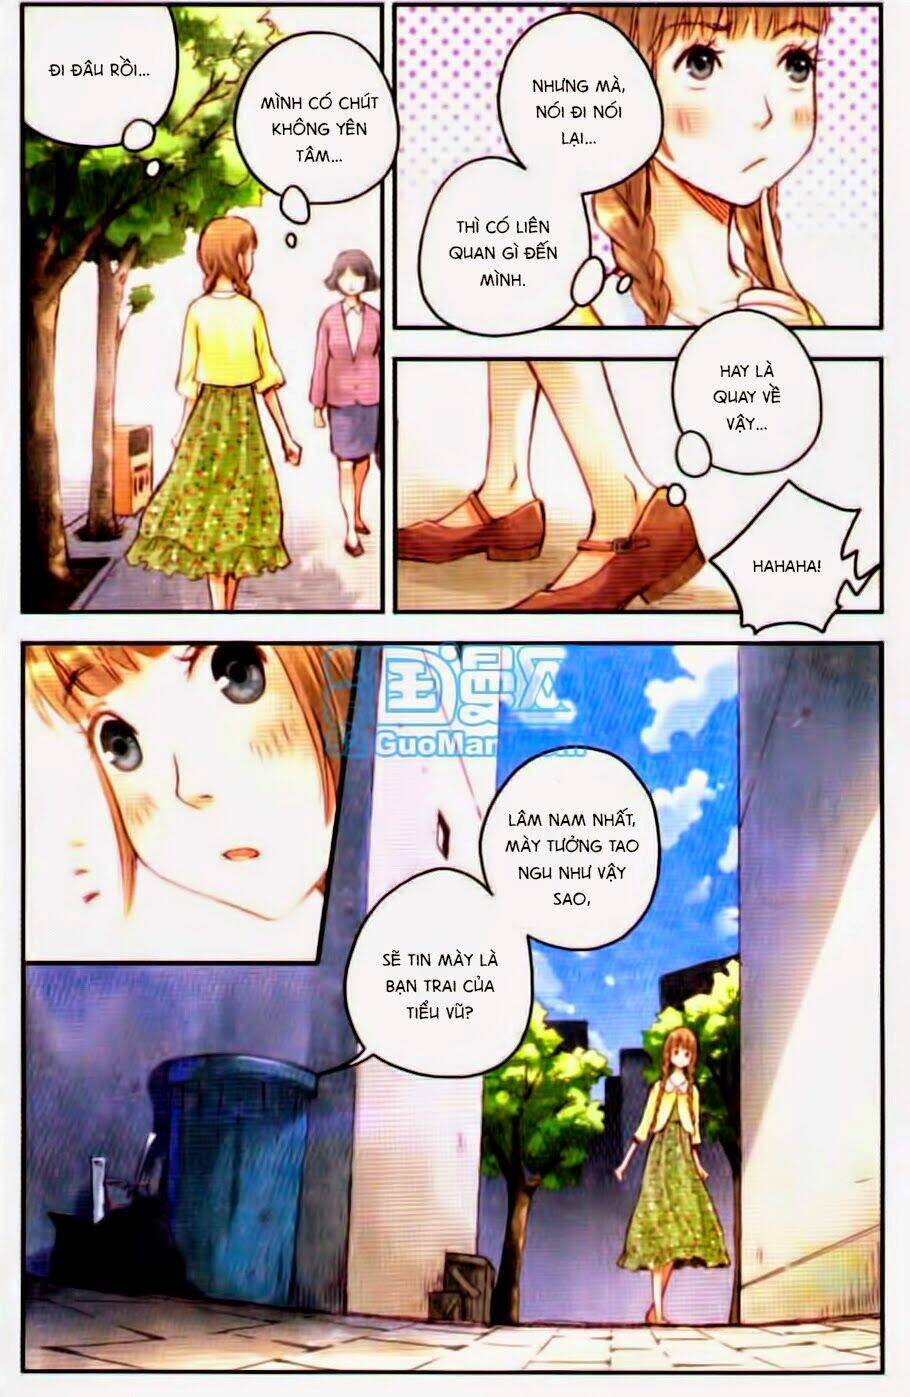 ĐI ĐÂU RỒI...
MÌNH CÓ CHÚT
KHÔNG YÊN
TÂM...
NHƯNG MÀ,
NÓI ĐI NÓI
LẠI...
THÌ CÓ LIÊN
QUAN GÌ ĐẾN
MÌNH.
HAY LÀ
QUAY VỀ
VẬY...
HAHAHA!
国漫
GuoMan
LÂM NAM NHẤT,
MÀY TƯỞNG TAO
NGU NHƯ VẬY
SAO,
SẼ TIN MÀY LÀ
BẠN TRAI CỦA
TIỂU VŨ?